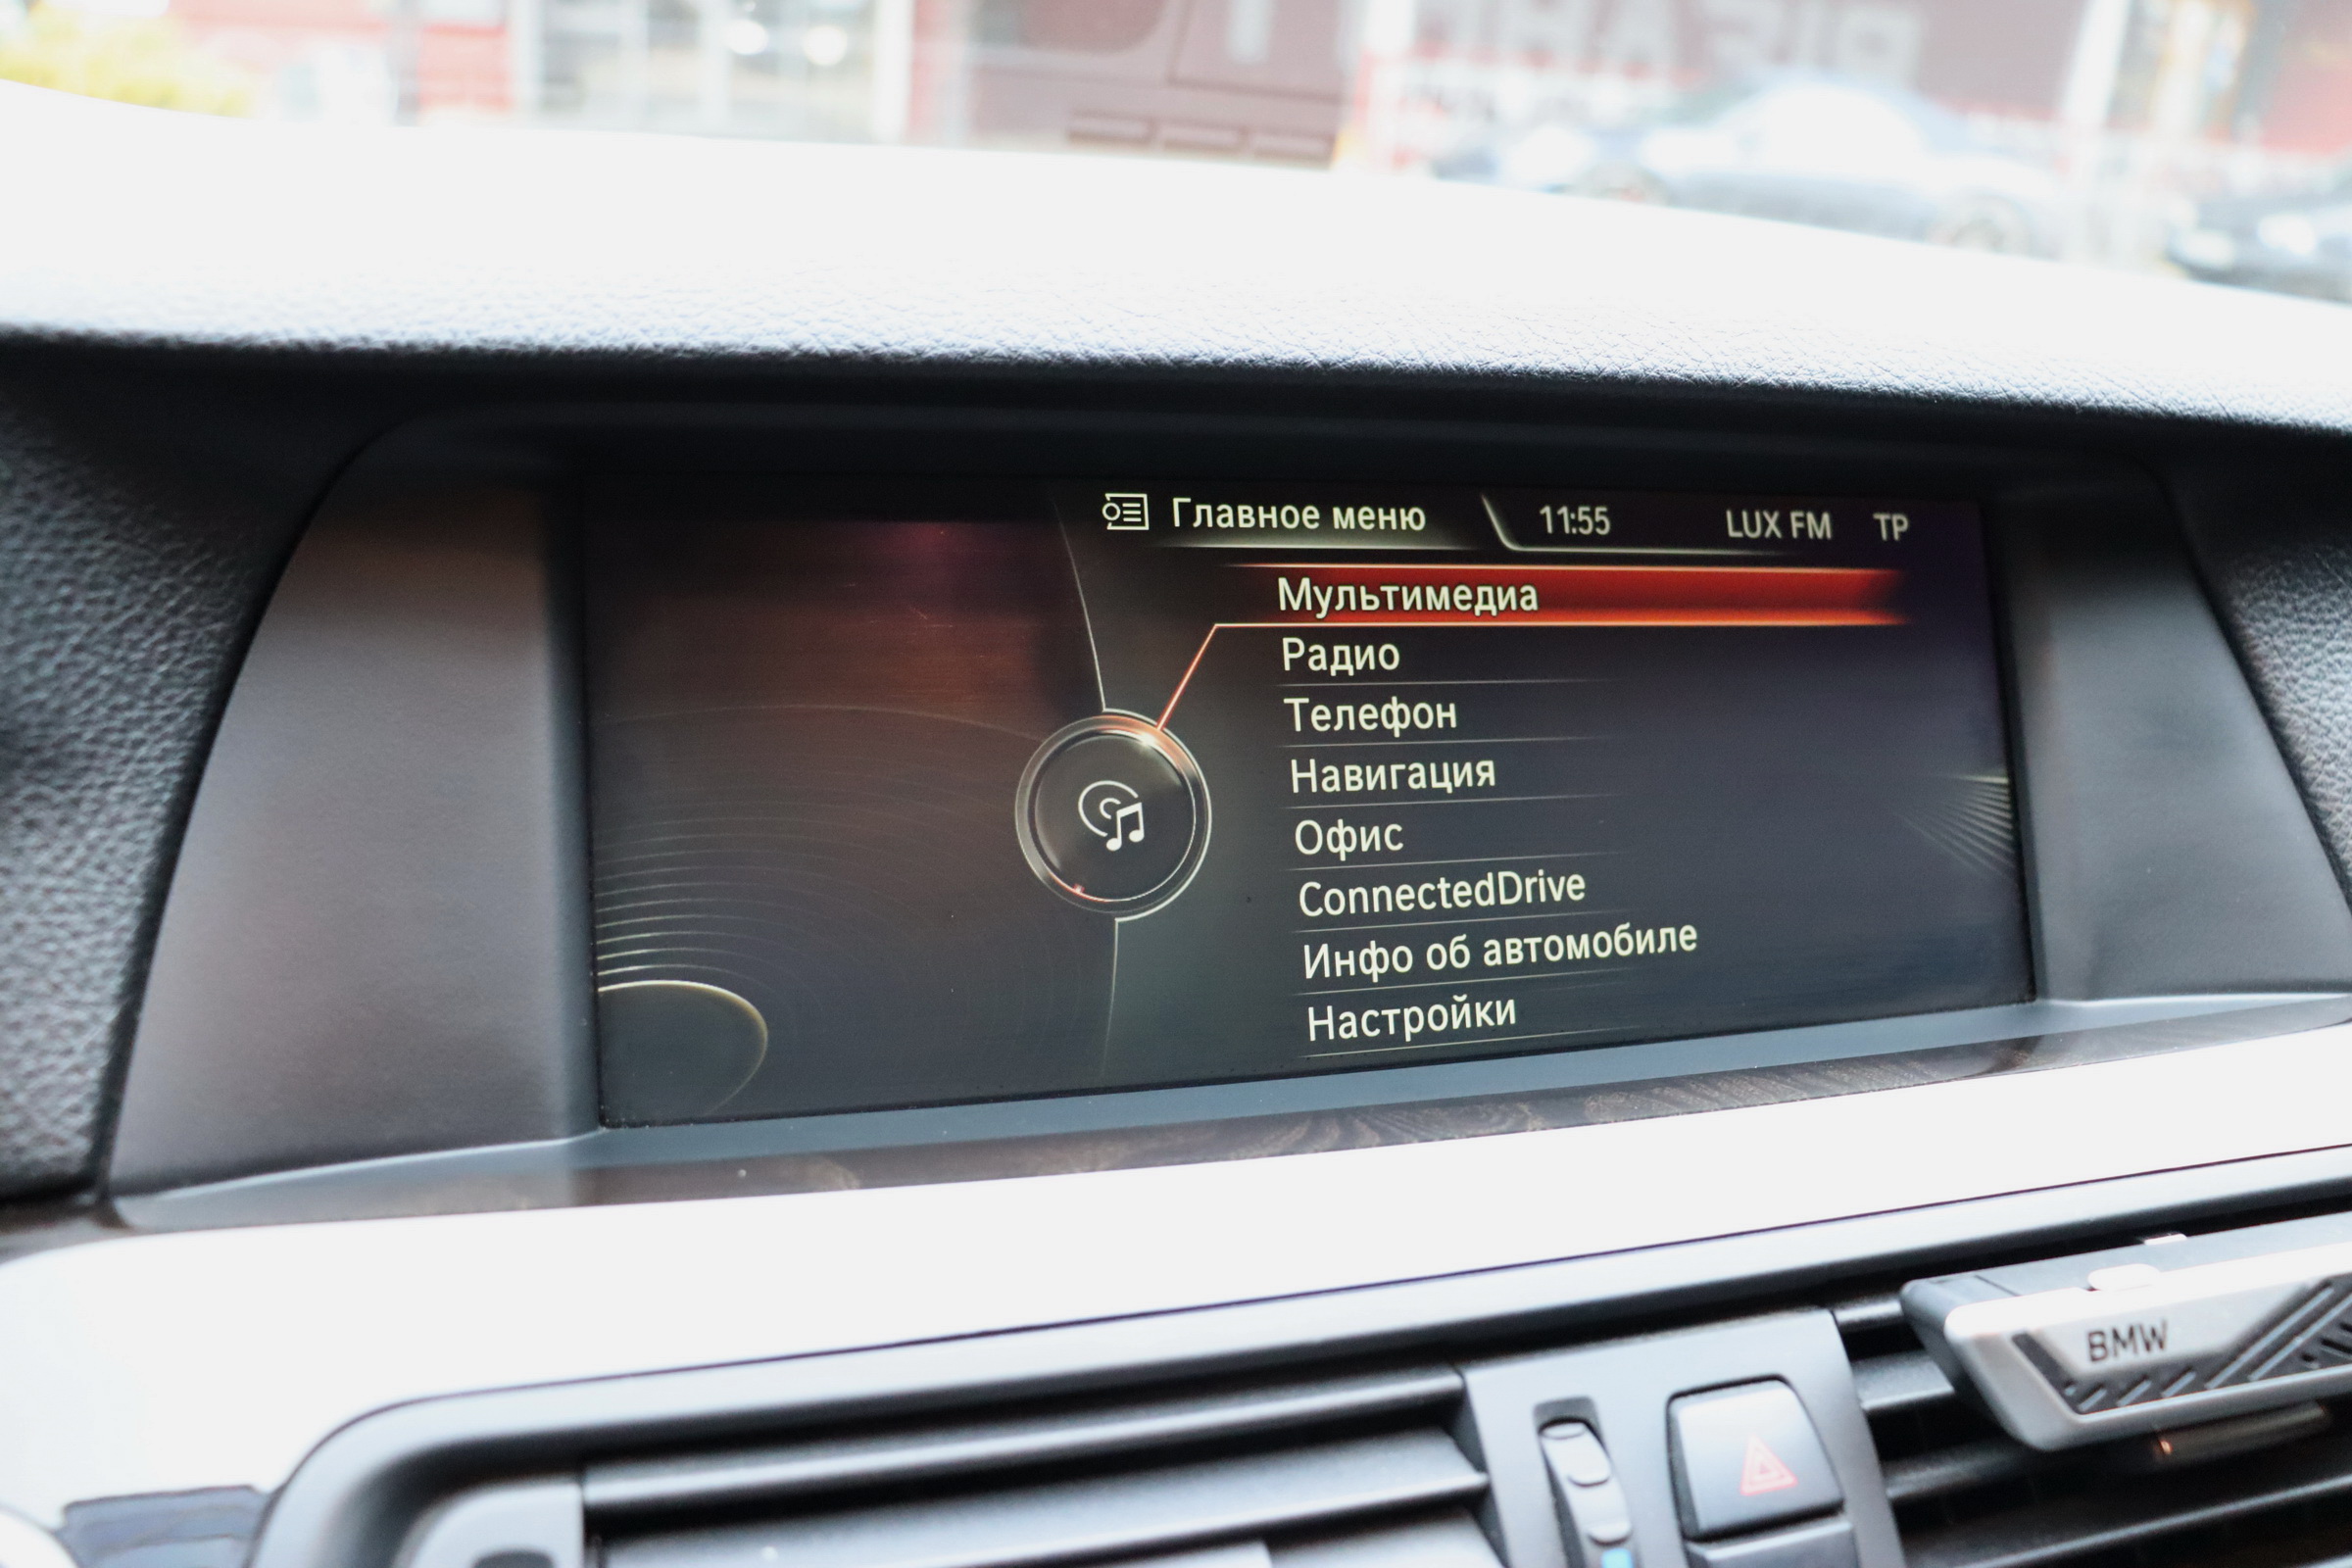 Главное меню 11:55 LUX FM TP
Мультимедиа
Радио
Телефон
Навигация
Офис
ConnectedDrive
Инфо об автомобиле
Настройки
BMW